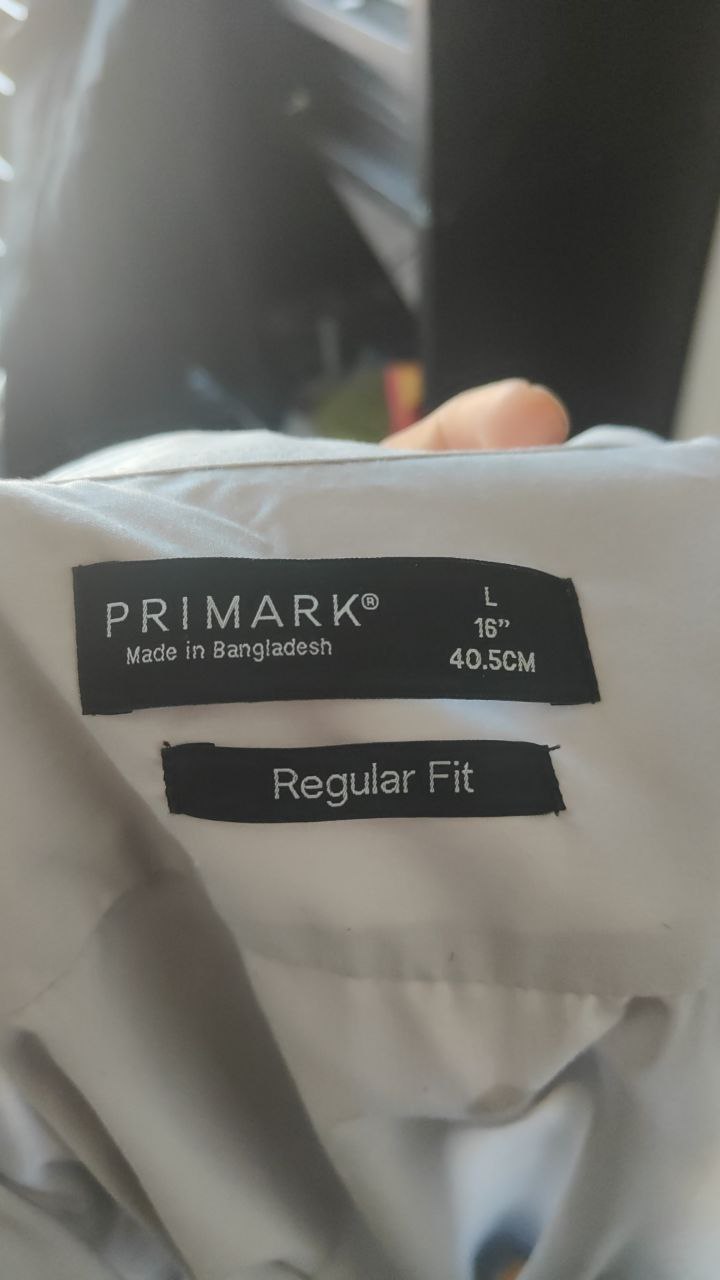 PRIMARK®
Made in Bangladesh
L
16”
40.5CM
Regular Fit